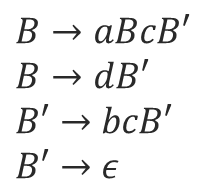 B → aBcB′
B → dB′
B′ → bcB′
B′ → ϵ